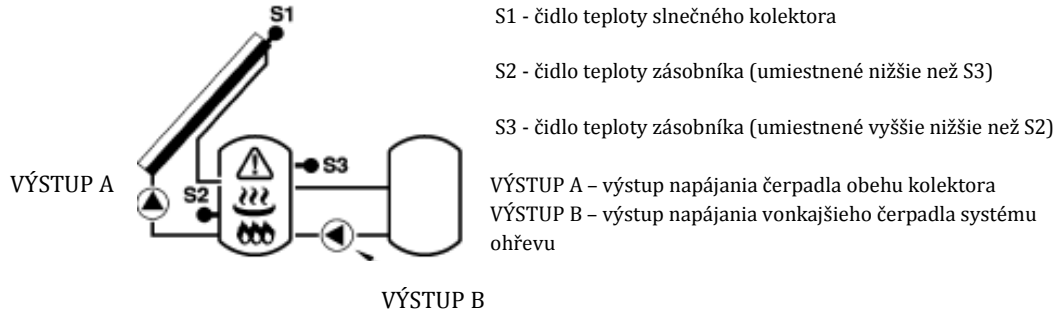 S1
S1 - čidlo teploty slnečného kolektora
S2 - čidlo teploty zásobníka (umiestnené nižšie než S3)
S3 - čidlo teploty zásobníka (umiestnené vyššie nižšie než S2)
S3
VÝSTUP A
S2
VÝSTUP A – výstup napájania čerpadla obehu kolektora
VÝSTUP B – výstup napájania vonkajšieho čerpadla systému
ohřevu
VÝSTUP B